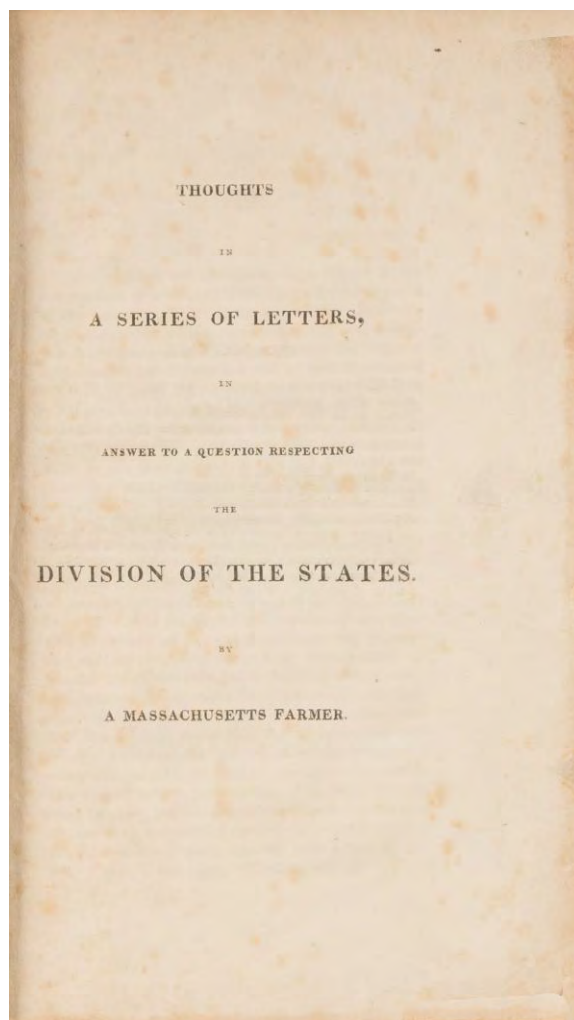 THOUGHTS
IN
A SERIES OF LETTERS,
IN
ANSWER TO A QUESTION RESPECTING
THE
DIVISION OF THE STATES.
BY
A MASSACHUSETTS FARMER.